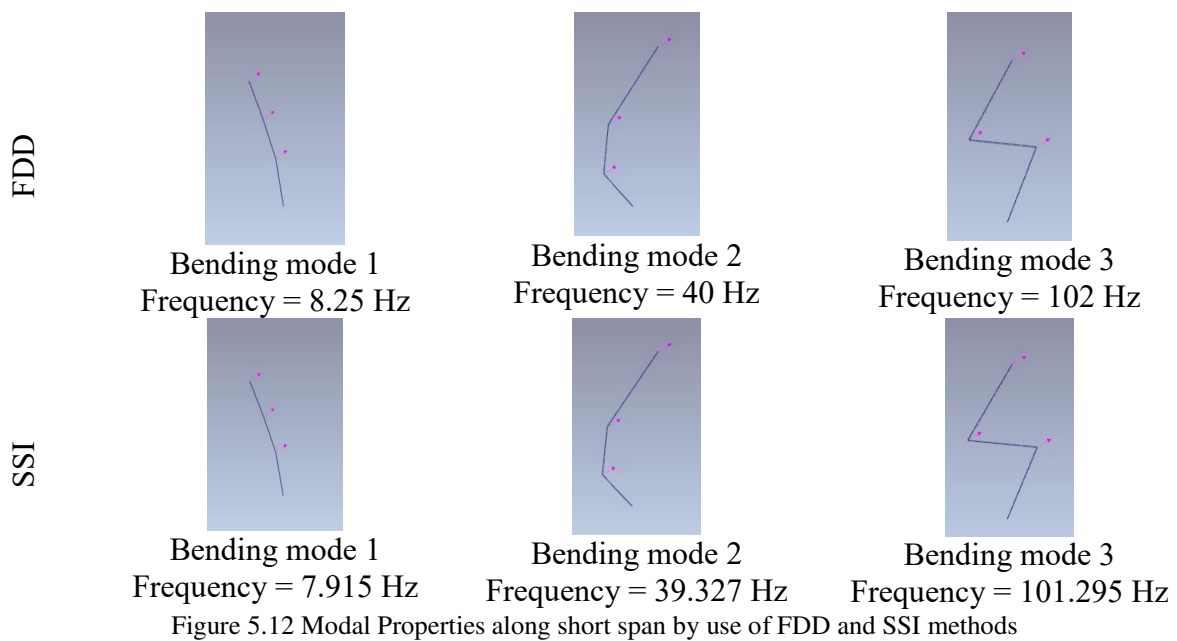 FDD
Bending mode 1
Frequency = 8.25 Hz
Bending mode 2
Frequency = 40 Hz
Bending mode 3
Frequency = 102 Hz
SSI
Bending mode 1
Frequency = 7.915 Hz
Bending mode 2
Frequency = 39.327 Hz
Bending mode 3
Frequency = 101.295 Hz
Figure 5.12 Modal Properties along short span by use of FDD and SSI methods